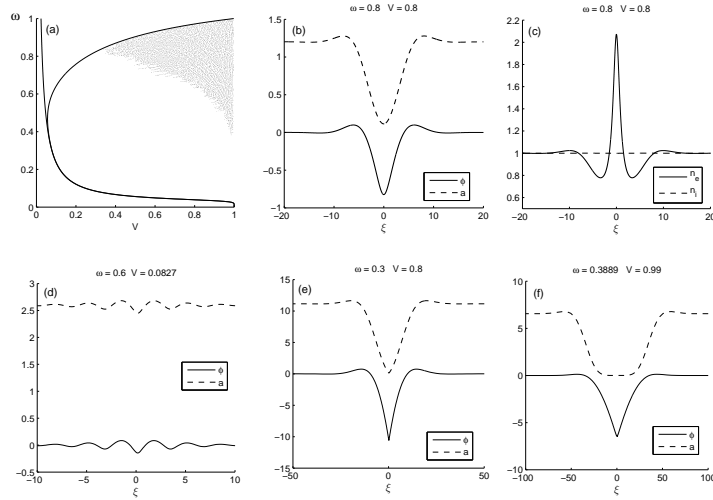 ω = 0.8 V = 0.8
ω = 0.8 V = 0.8
ω
1
0.8
0.6
0.4
0.2
0
(a)
0 0.2 0.4 0.6 0.8 1
V
1.5
1
0.5
0
−0.5
−1
(b)
φ
a
−20 −10 0 10 20
ξ
2.2
2
1.8
1.6
1.4
1.2
1
0.8
0.6
(c)
n_e
n_i
−20 −10 0 10 20
ξ
ω = 0.6 V = 0.0827
3
2.5
2
1.5
1
0.5
0
−0.5
(d)
φ
a
−10 −5 0 5 10
ξ
ω = 0.3 V = 0.8
15
10
5
0
−5
−10
−15
(e)
φ
a
−50 0 50
ξ
ω = 0.3889 V = 0.99
10
5
0
−5
−10
(f)
φ
a
−100 −50 0 50 100
ξ